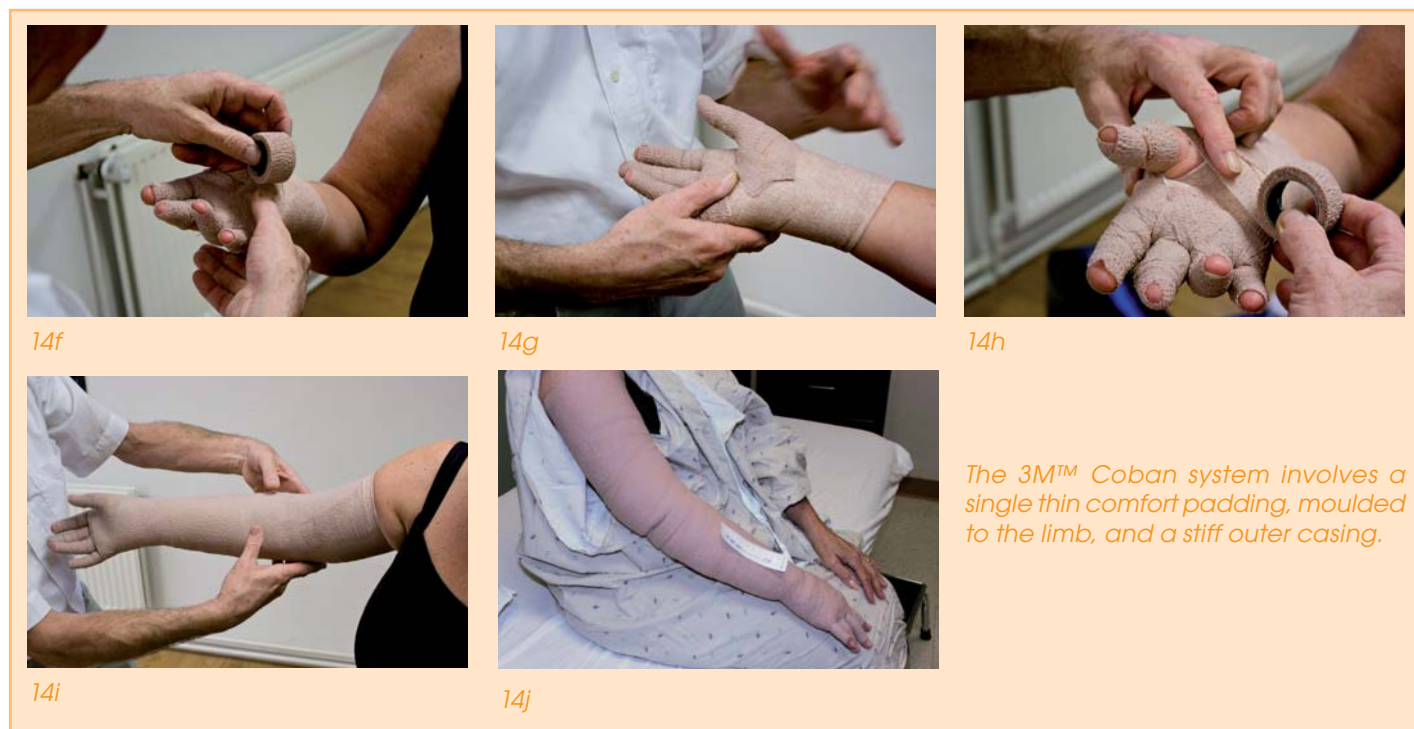 14f
14g
14h
14i
14j
The 3M™ Coban system involves a
single thin comfort padding, moulded
to the limb, and a stiff outer casing.